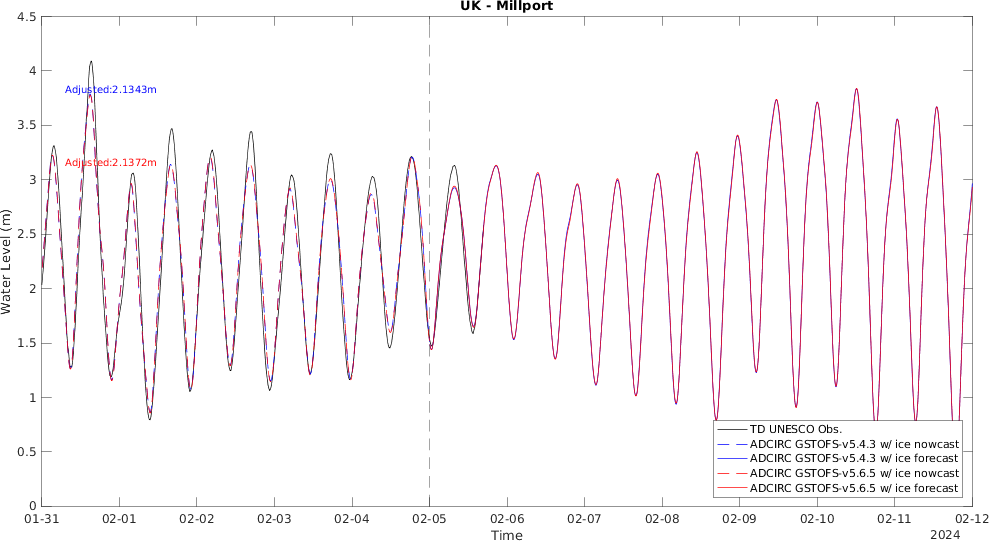 UK - Millport
4.5
4
3.5
3
2.5
2
1.5
1
0.5
0
Water Level (m)
Adjusted:2.1343m
Adjusted:2.1372m
TD UNESCO Obs.
ADCIRC GSTOFS-v5.4.3 w/ ice nowcast
ADCIRC GSTOFS-v5.4.3 w/ ice forecast
ADCIRC GSTOFS-v5.6.5 w/ ice nowcast
ADCIRC GSTOFS-v5.6.5 w/ ice forecast
01-31 02-01 02-02 02-03 02-04 02-05 02-06 02-07 02-08 02-09 02-10 02-11 02-12
Time
2024